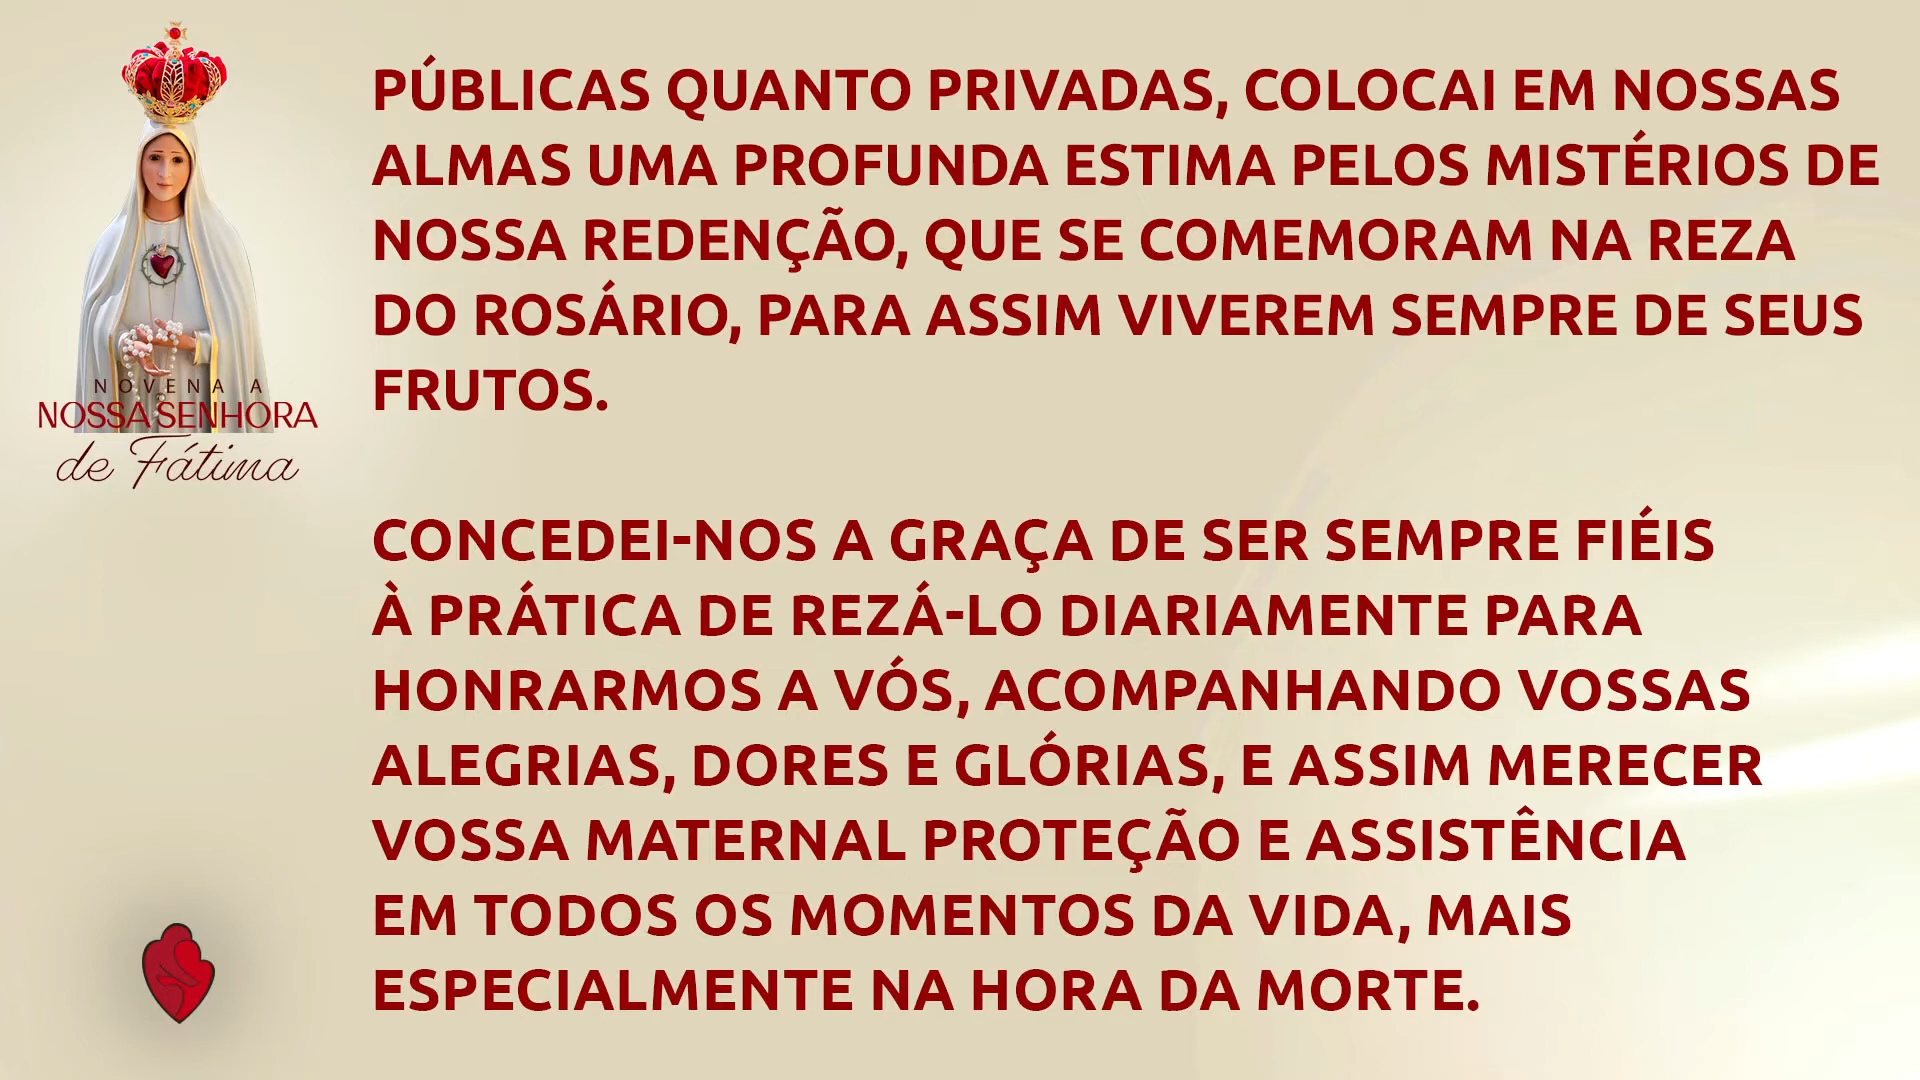 NOVENA A
NOSSA SENHORA
de Fátima
PÚBLICAS QUANTO PRIVADAS, COLOCAI EM NOSSAS
ALMAS UMA PROFUNDA ESTIMA PELOS MISTÉRIOS DE
NOSSA REDENÇÃO, QUE SE COMEMORAM NA REZA
DO ROSÁRIO, PARA ASSIM VIVEREM SEMPRE DE SEUS
FRUTOS.
CONCEDEI-NOS A GRAÇA DE SER SEMPRE FIÉIS
À PRÁTICA DE REZÁ-LO DIARIAMENTE PARA
HONRARMOS A VÓS, ACOMPANHANDO VOSSAS
ALEGRIAS, DORES E GLÓRIAS, E ASSIM MERECER
VOSSA MATERNAL PROTEÇÃO E ASSISTÊNCIA
EM TODOS OS MOMENTOS DA VIDA, MAIS
ESPECIALMENTE NA HORA DA MORTE.